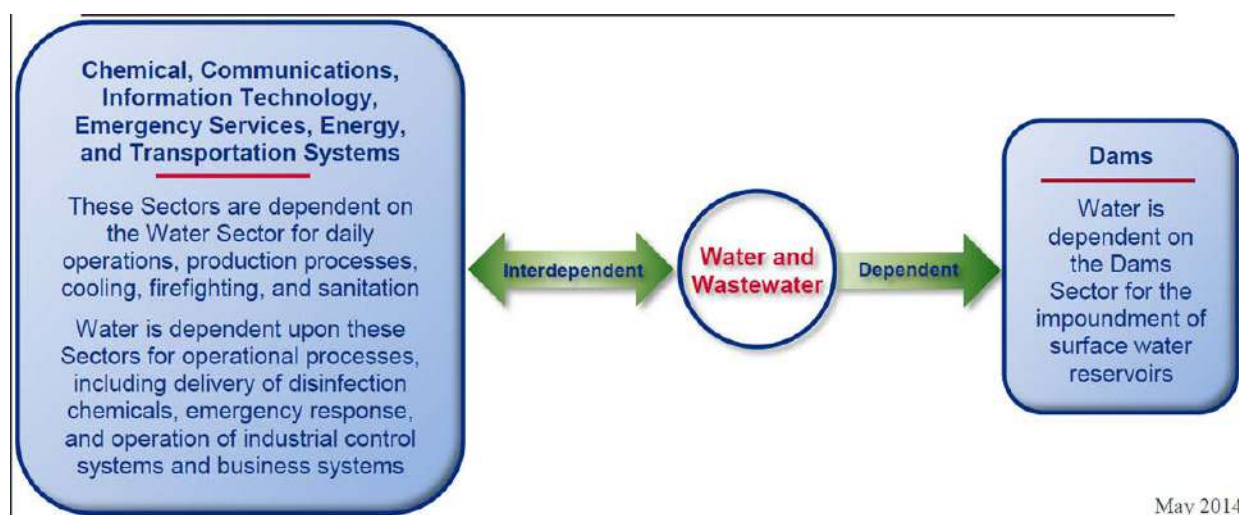 Chemical, Communications,
Information Technology,
Emergency Services, Energy,
and Transportation Systems
These Sectors are dependent on
the Water Sector for daily
operations, production processes,
cooling, firefighting, and sanitation
Water is dependent upon these
Sectors for operational processes,
including delivery of disinfection
chemicals, emergency response,
and operation of industrial control
systems and business systems
Interdependent
Water and
Wastewater
Dependent
Dams
Water is
dependent on
the Dams
Sector for the
impoundment of
surface water
reservoirs
May 2014